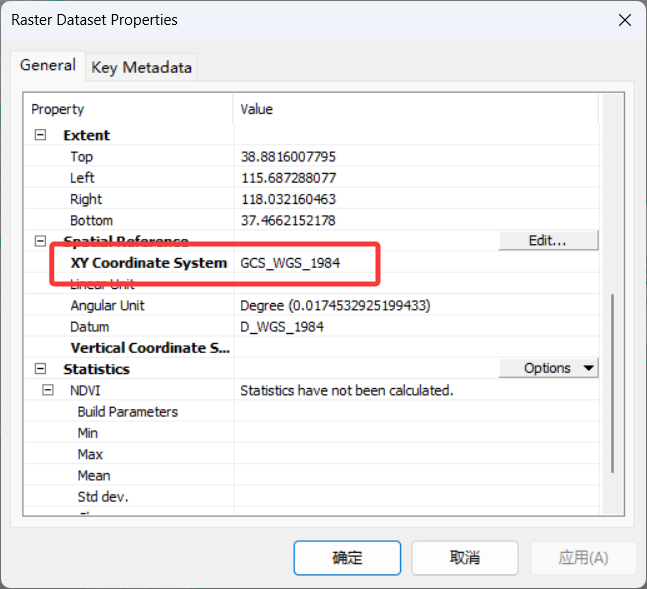 Raster Dataset Properties
General Key Metadata
Property Value
Extent
Top 38.8816007795
Left 115.687288077
Right 118.032160463
Bottom 37.4662152178
Spatial Reference Edit...
XY Coordinate System GCS_WGS_1984
Linear Unit
Angular Unit Degree (0.0174532925199433)
Datum D_WGS_1984
Vertical Coordinate S...
Statistics Options
NDVI Statistics have not been calculated.
Build Parameters
Min
Max
Mean
Std dev.
确定 取消 应用(A)